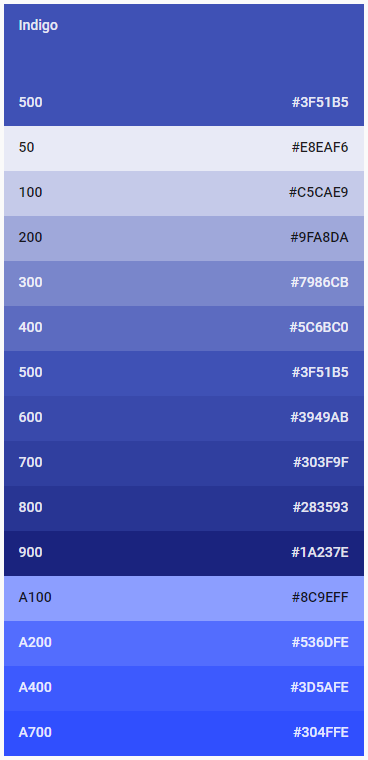 Indigo
500 #3F51B5
50 #E8EAF6
100 #C5CAE9
200 #9FA8DA
300 #7986CB
400 #5C6BC0
500 #3F51B5
600 #3949AB
700 #303F9F
800 #283593
900 #1A237E
A100 #8C9EFF
A200 #536DFE
A400 #3D5AFE
A700 #304FFE